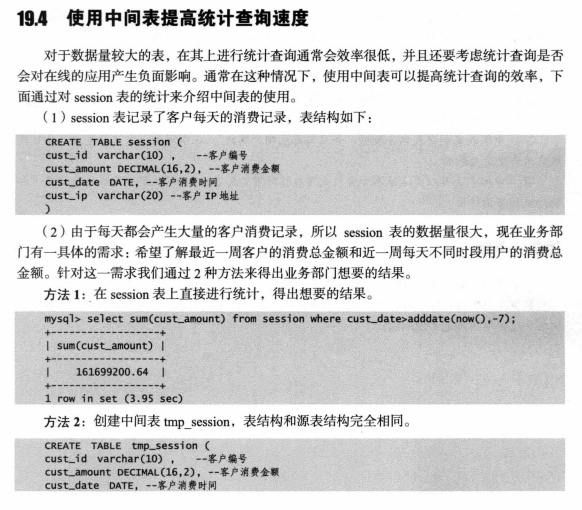 19.4 使用中间表提高统计查询速度
对于数据量较大的表，在其上进行统计查询通常会效率很低，并且还要考虑统计查询是否
会对在线的应用产生负面影响。通常在这种情况下，使用中间表可以提高统计查询的效率，下
面通过对 session 表的统计来介绍中间表的使用。
（1）session 表记录了客户每天的消费记录，表结构如下：
CREATE TABLE session (
cust_id varchar(10) , --客户编号
cust_amount DECIMAL(16,2), --客户消费金额
cust_date DATE, --客户消费时间
cust_ip varchar(20) --客户 IP 地址
)
（2）由于每天都会产生大量的客户消费记录，所以 session 表的数据量很大，现在业务部
门有一具体的需求：希望了解最近一周客户的消费总金额和近一周每天不同时段用户的消费总
金额。针对这一需求我们通过 2 种方法来得出业务部门想要的结果。
方法 1：在 session 表上直接进行统计，得出想要的结果。
mysql> select sum(cust_amount) from session where cust_date>adddate(now(),-7);
+------------------+
| sum(cust_amount) |
+------------------+
| 161699200.64 |
+------------------+
1 row in set (3.95 sec)
方法 2：创建中间表 tmp_session，表结构和源表结构完全相同。
CREATE TABLE tmp_session (
cust_id varchar(10) , --客户编号
cust_amount DECIMAL(16,2), --客户消费金额
cust_date DATE, --客户消费时间